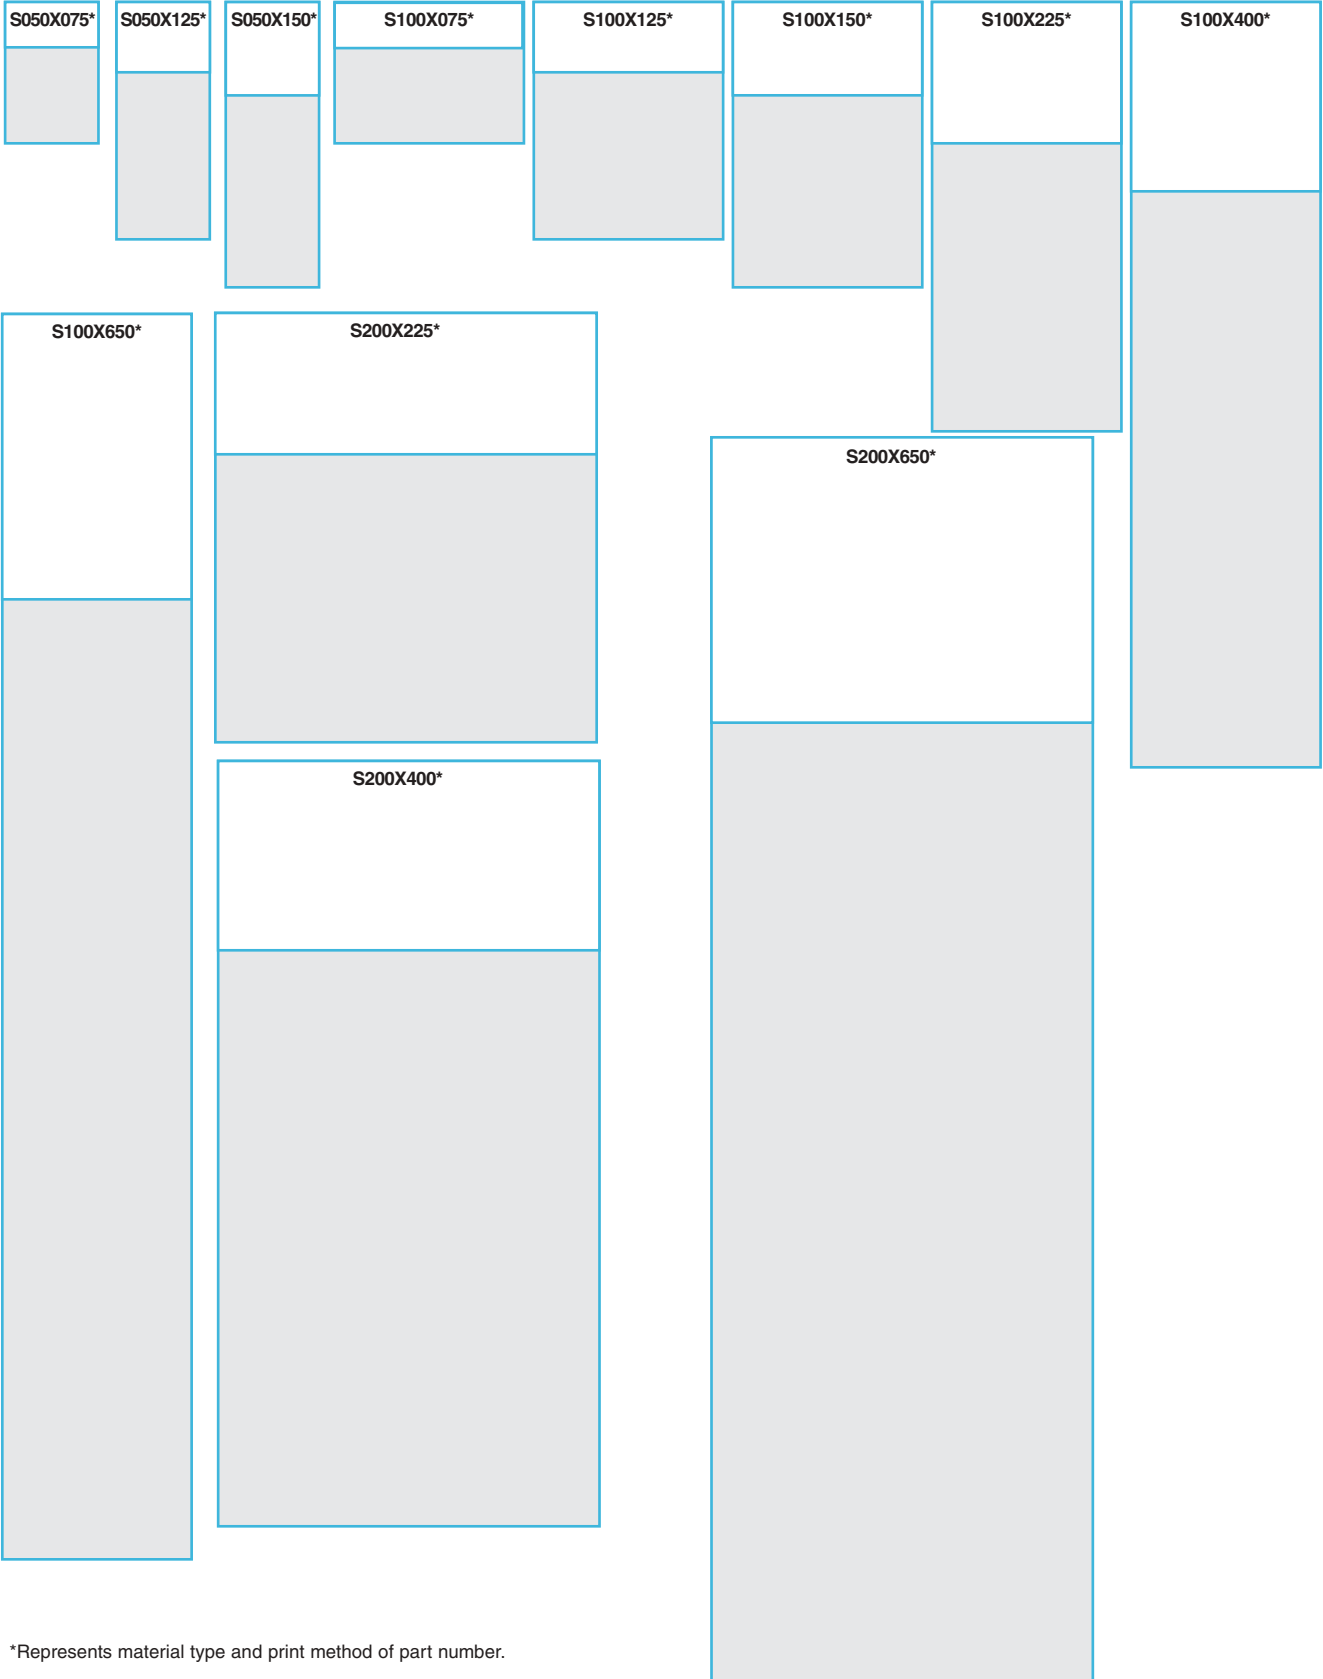 S050X075*
S050X125*
S050X150*
S100X075*
S100X125*
S100X150*
S100X225*
S100X400*
S100X650*
S200X225*
S200X650*
S200X400*
*Represents material type and print method of part number.